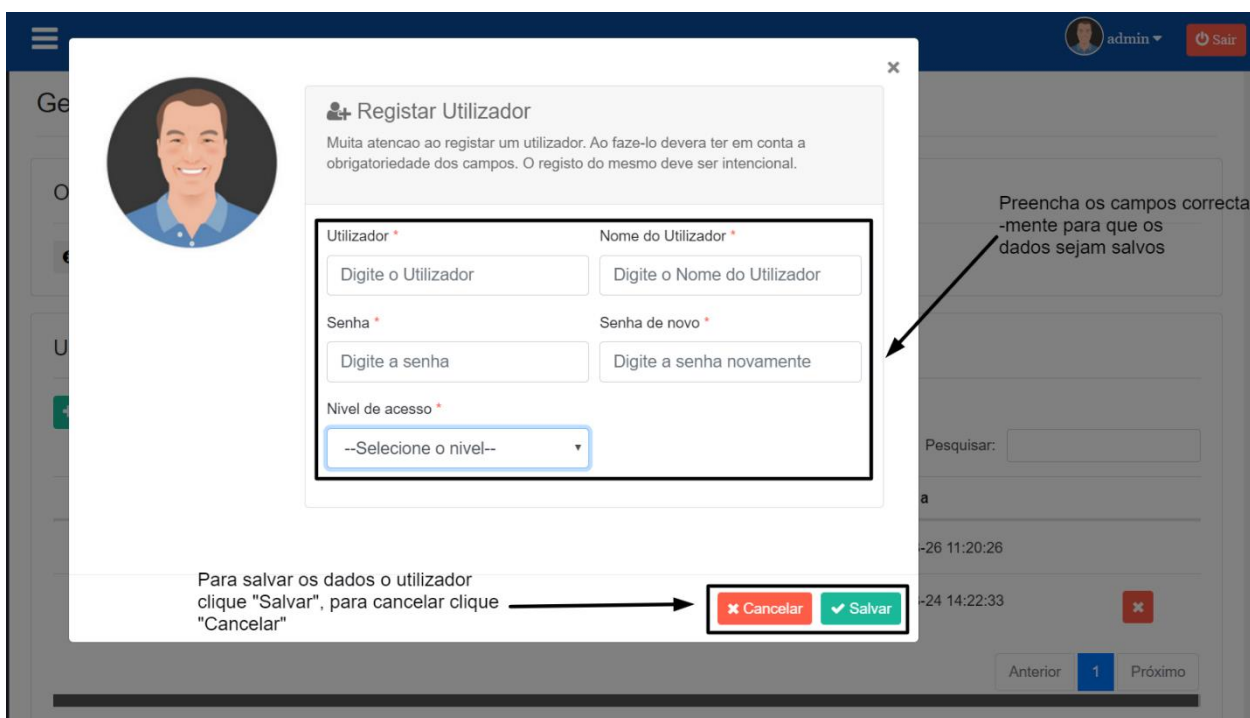 admin
Sair
Ge
×
Registar Utilizador
Muita atencao ao registar um utilizador. Ao faze-lo devera ter em conta a
obrigatoriedade dos campos. O registo do mesmo deve ser intencional.
O
Preencha os campos correcta
-mente para que os
dados sejam salvos
Utilizador *
Nome do Utilizador *
Digite o Utilizador
Digite o Nome do Utilizador
Senha *
Senha de novo *
U
Digite a senha
Digite a senha novamente
Nivel de acesso *
--Selecione o nivel--
Pesquisar:
a
-26 11:20:26
Para salvar os dados o utilizador
clique "Salvar", para cancelar clique
"Cancelar"
Cancelar
Salvar
-24 14:22:33
Anterior
1
Próximo